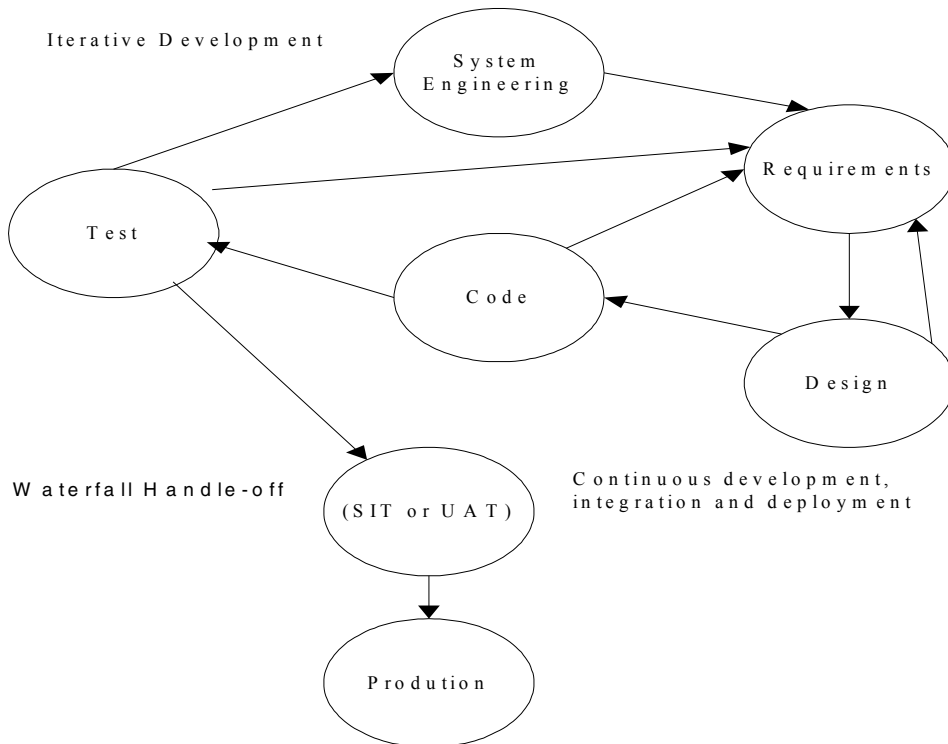 Iterative Development
System
Engineering
Requirements
Test
Code
Design
Waterfall Handle-off
(SIT or UAT)
Continuous development,
integration and deployment
Prodution